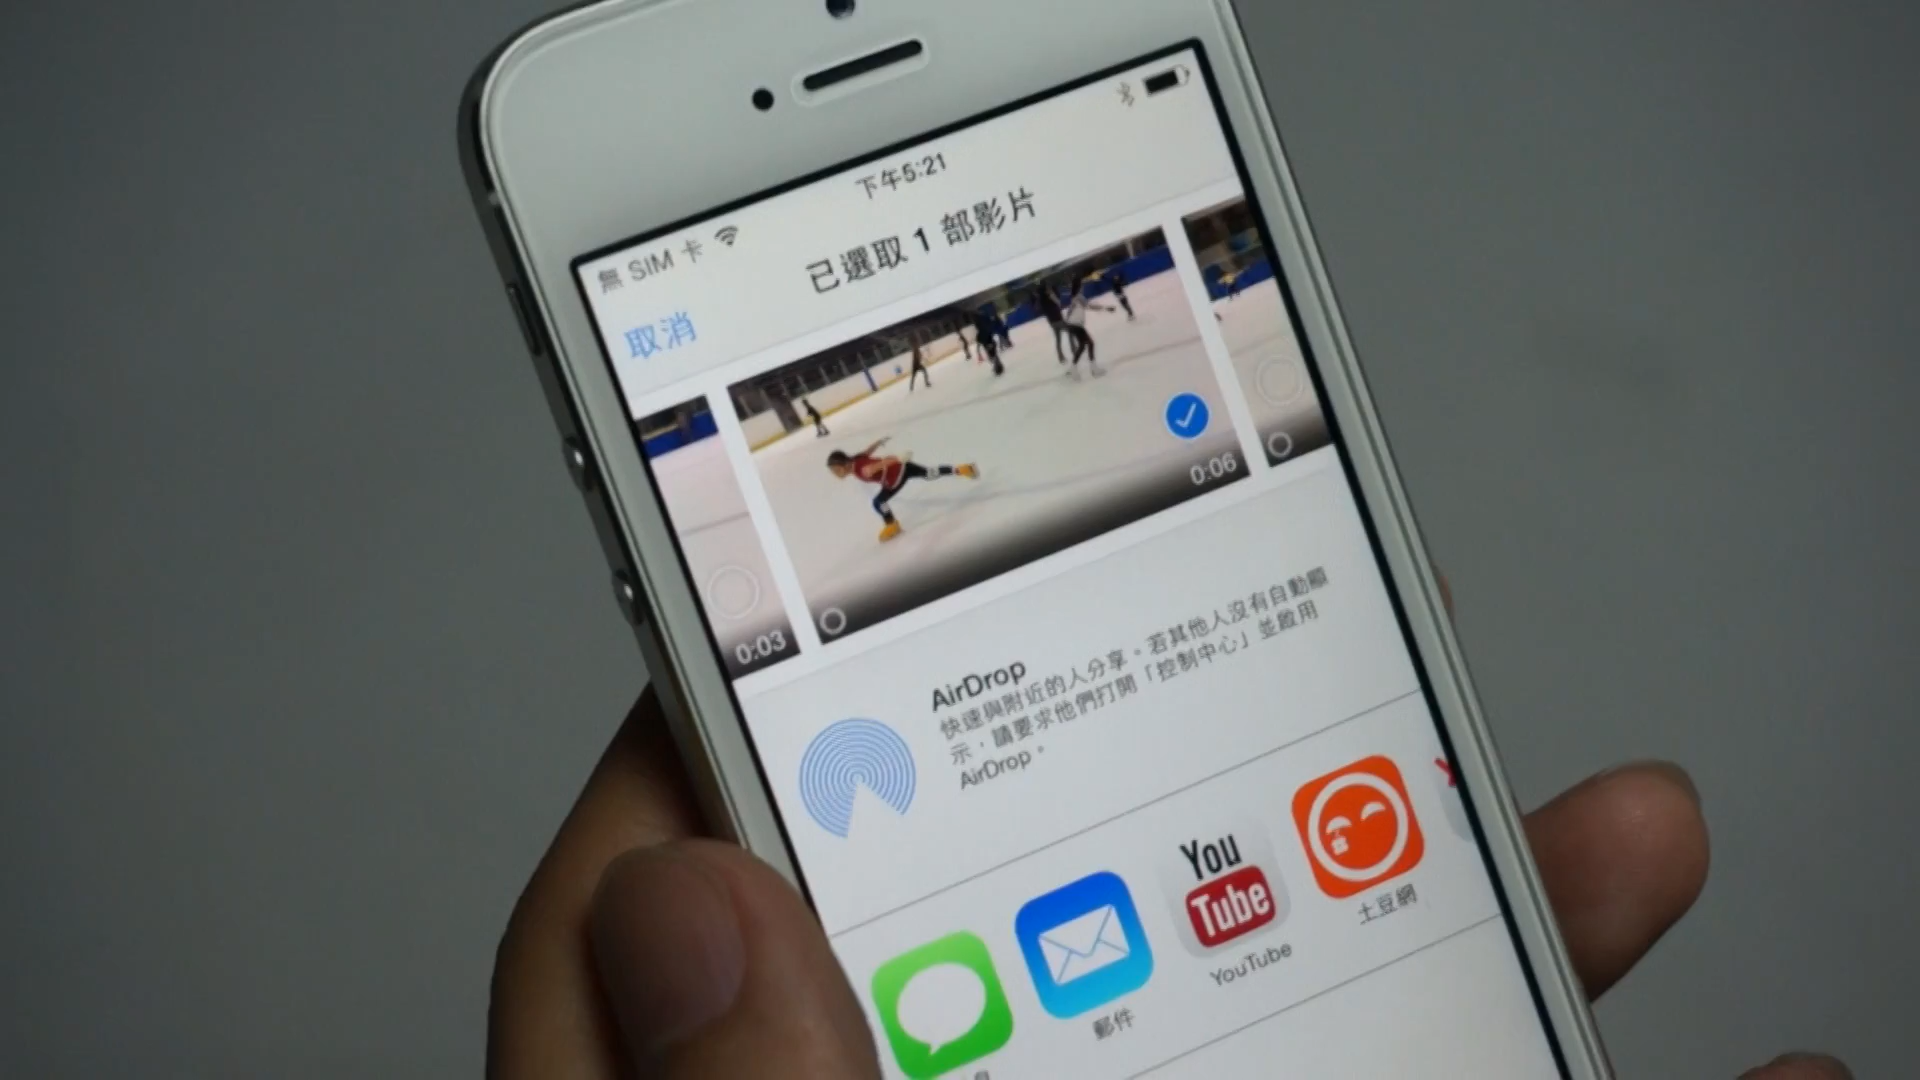 下午5:21
無 SIM 卡
已選取 1 部影片
取消
0:06
0:03
AirDrop
快速與附近的人分享。若其他人沒有自動顯
示,請要求他們打開「控制中心」並啟用
AirDrop。
You
Tube
土豆網
YouTube
郵件
息